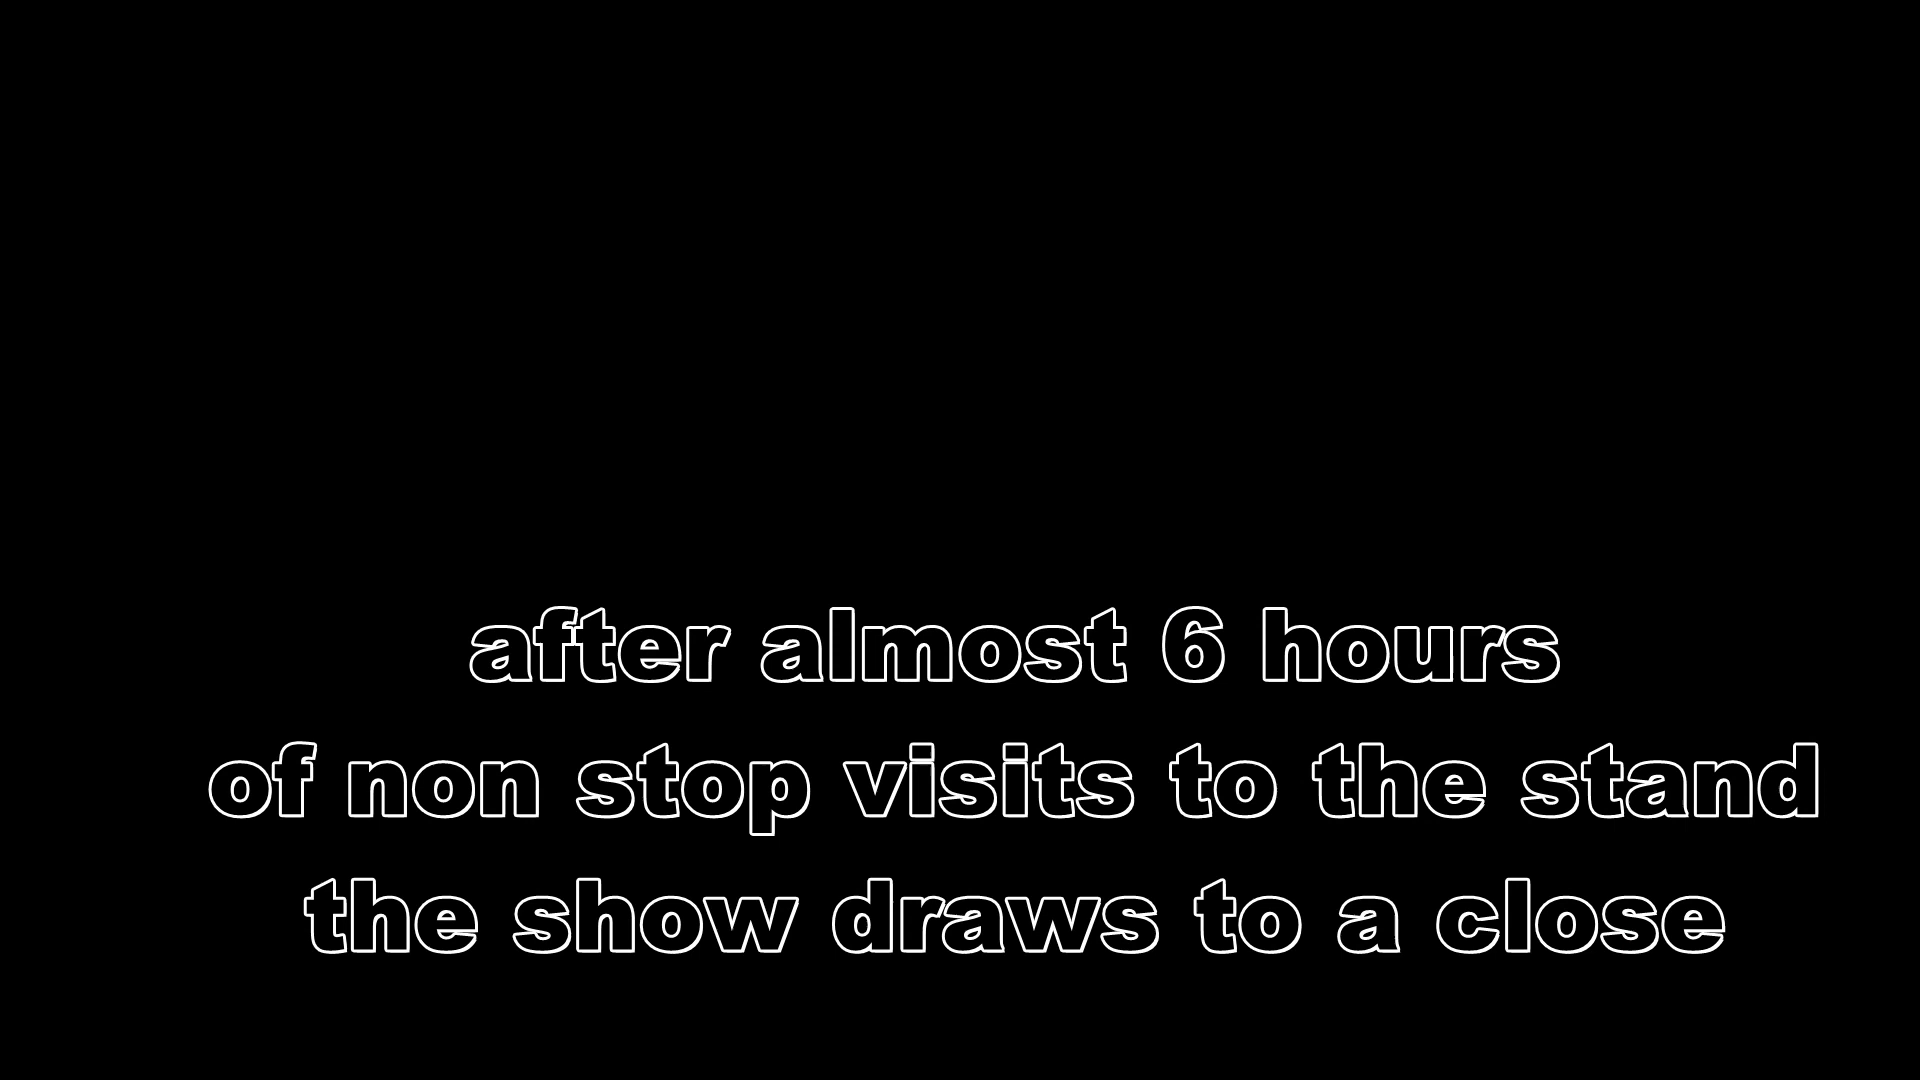 after almost 6 hours
of non stop visits to the stand
the show draws to a close